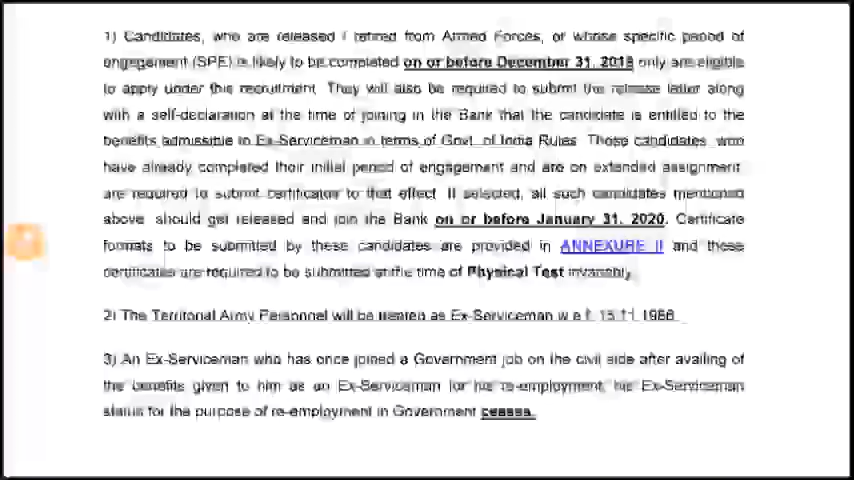 1) Candidates, who are released / retired from Armed Forces, or whose specific period of
engagement (SPE) is likely to be completed on or before December 31, 2019 only are eligible
to apply under this recruitment. They will also be required to submit the release letter along
with a self-declaration at the time of joining in the Bank that the candidate is entitled to the
benefits admissible to Ex-Serviceman in terms of Govt. of India Rules. Those candidates, who
have already completed their initial period of engagement and are on extended assignment
are required to submit certificate to that effect. If selected, all such candidates mentioned
above should get released and join the Bank on or before January 31, 2020. Certificate
formats to be submitted by these candidates are provided in ANNEXURE II and these
certificates are required to be submitted at the time of Physical Test invariably.
2) The Territorial Army Personnel will be treated as Ex-Serviceman w.e.f. 15.11.1986
3) An Ex-Serviceman who has once joined a Government job on the civil side after availing of
the benefits given to him as an Ex-Serviceman for his re-employment, his Ex-Serviceman
status for the purpose of re-employment in Government ceases.